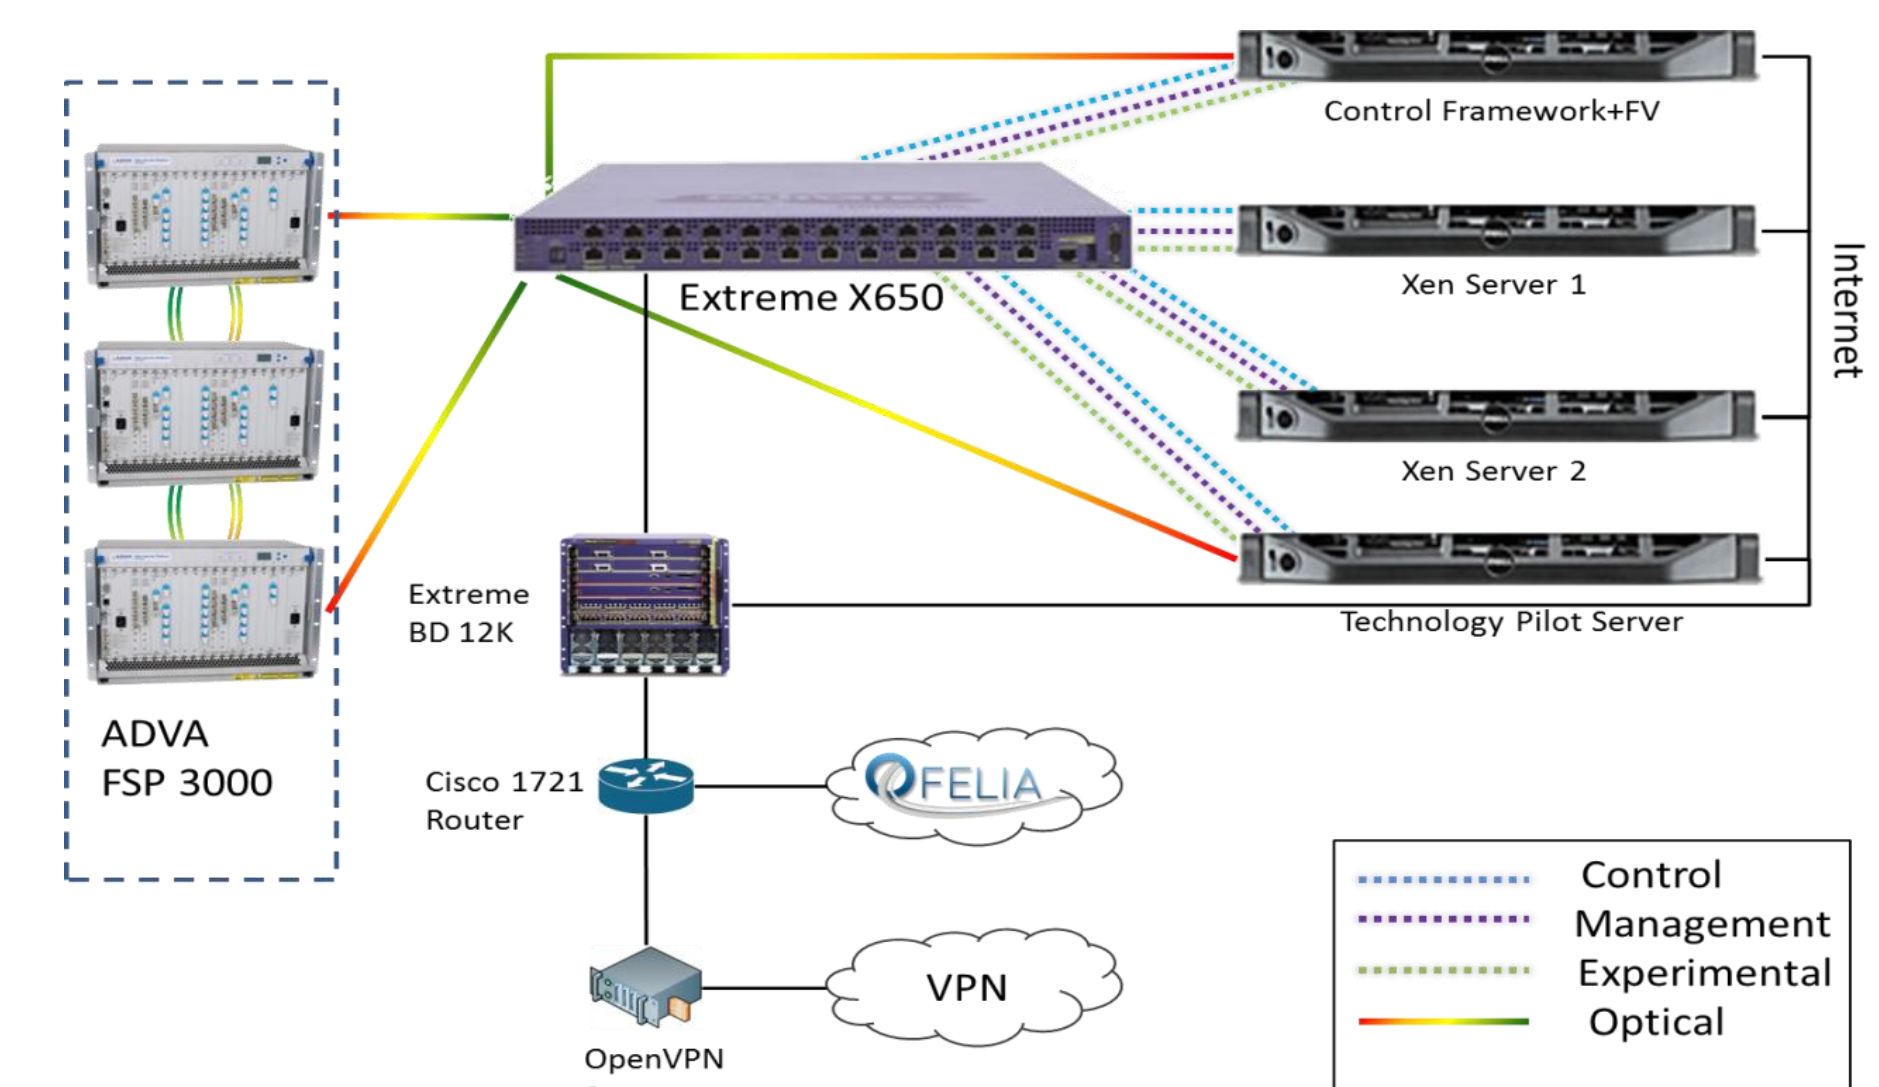 Control Framework+FV
Xen Server 1
Internet
Extreme X650
Xen Server 2
Extreme
BD 12K
Technology Pilot Server
ADVA
FSP 3000
Cisco 1721
Router
OFELIA
VPN
OpenVPN
Control
Management
Experimental
Optical